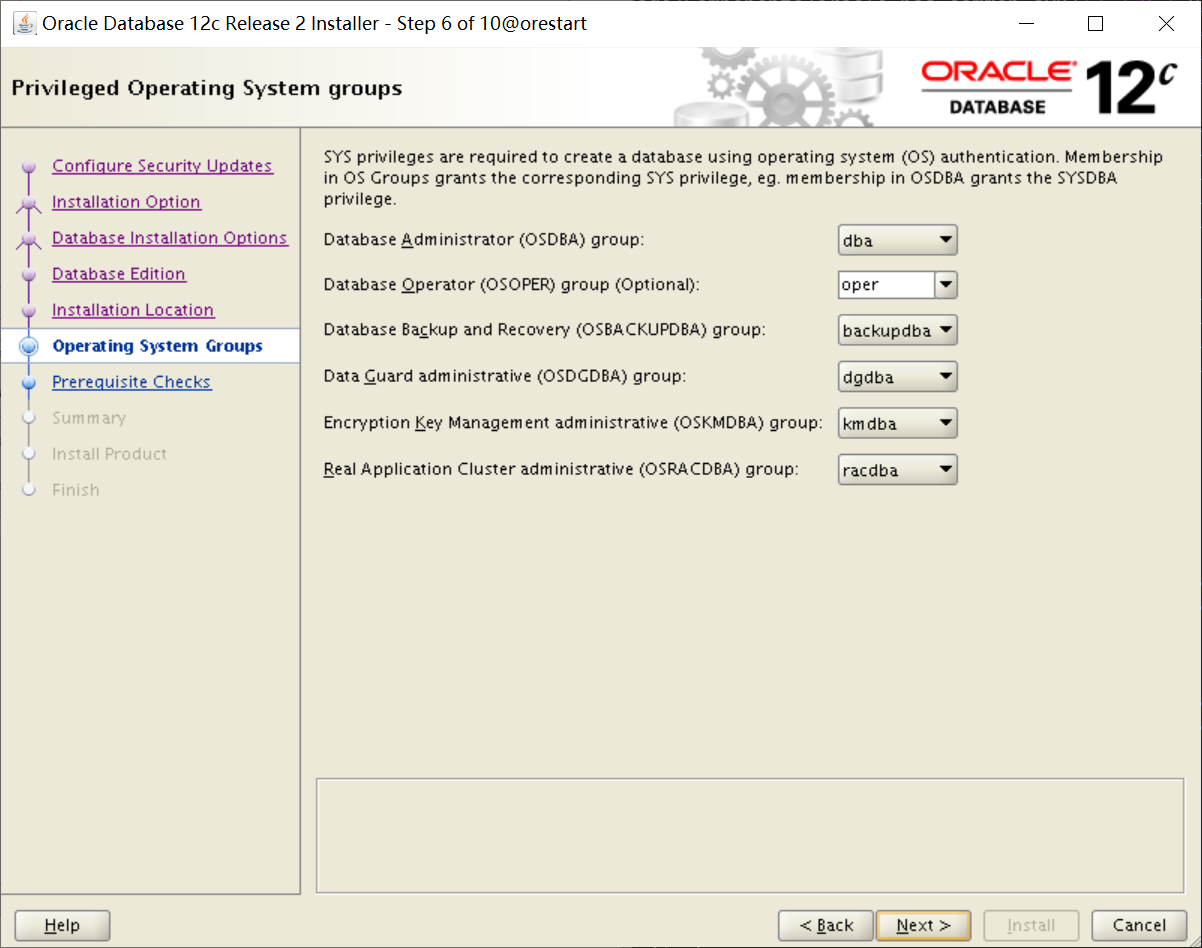 Oracle Database 12c Release 2 Installer - Step 6 of 10@orestart
Privileged Operating System groups
ORACLE®
DATABASE
12c
Configure Security Updates
Installation Option
Database Installation Options
Database Edition
Installation Location
Operating System Groups
Prerequisite Checks
Summary
Install Product
Finish
SYS privileges are required to create a database using operating system (OS) authentication. Membership
in OS Groups grants the corresponding SYS privilege, eg. membership in OSDBA grants the SYSDBA
privilege.
Database Administrator (OSDBA) group: dba
Database Operator (OSOPER) group (Optional): oper
Database Backup and Recovery (OSBACKUPDBA) group: backupdba
Data Guard administrative (OSDGDBA) group: dgdba
Encryption Key Management administrative (OSKMDBA) group: kmdba
Real Application Cluster administrative (OSRACDBA) group: racdba
Help < Back Next > Install Cancel